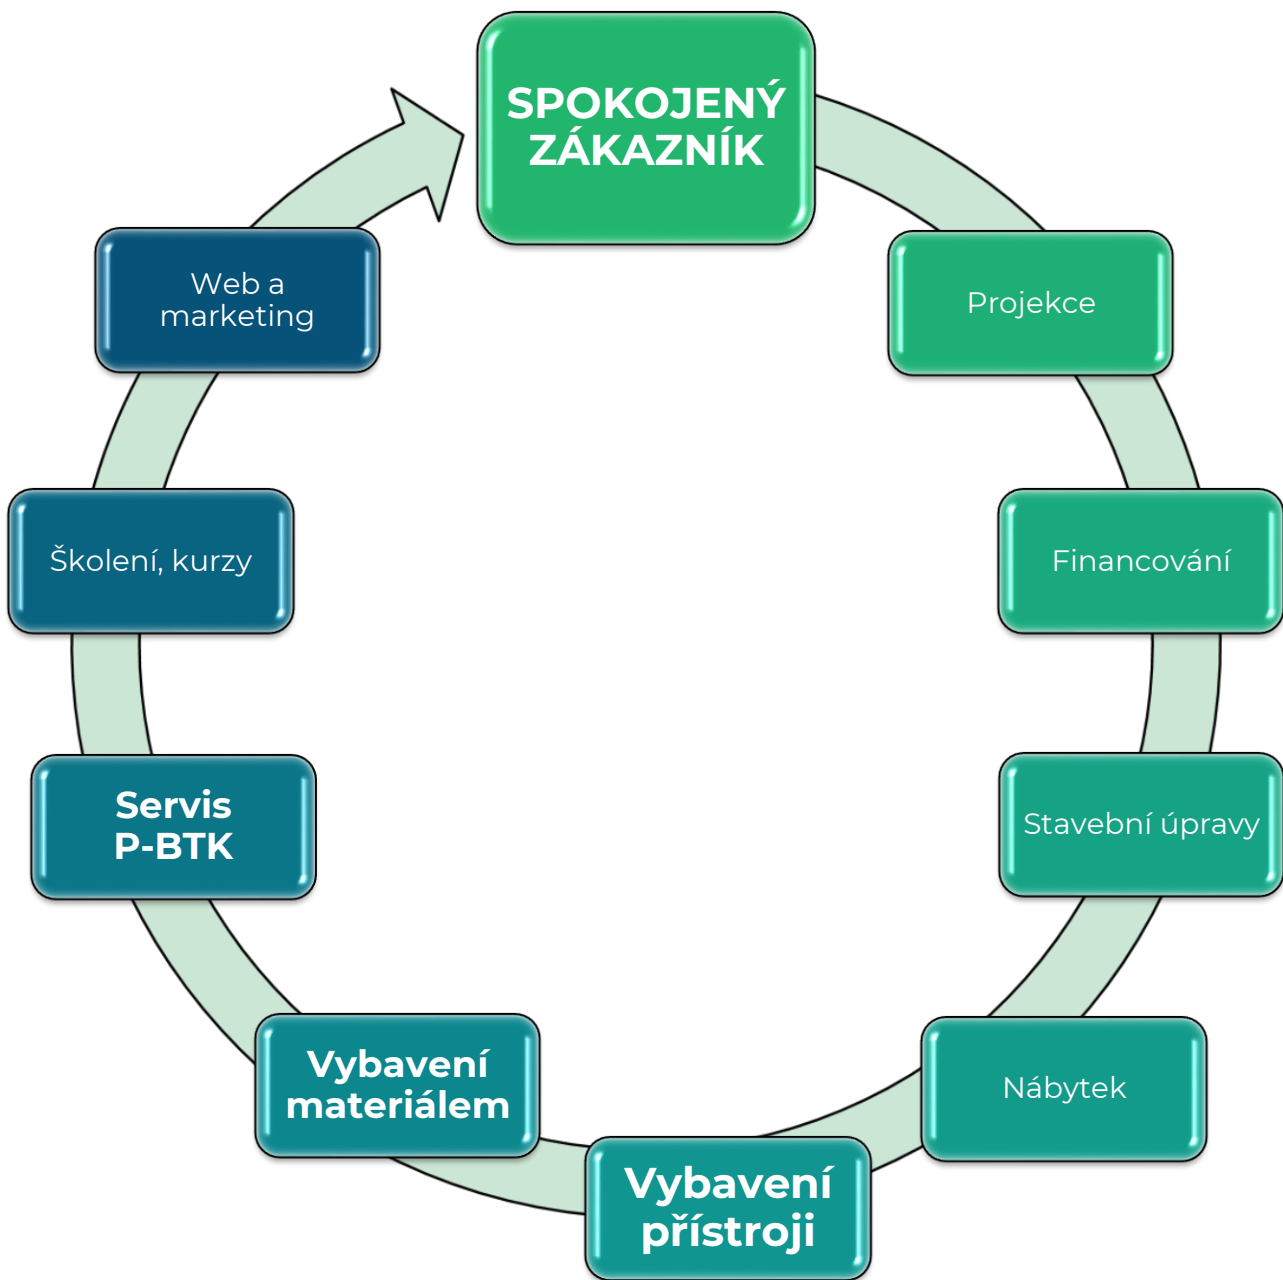 SPOKOJENÝ
ZÁKAZNÍK
Projekce
Financování
Stavební úpravy
Nábytek
Vybavení
přístroji
Vybavení
materiálem
Servis
P-BTK
Školení, kurzy
Web a
marketing